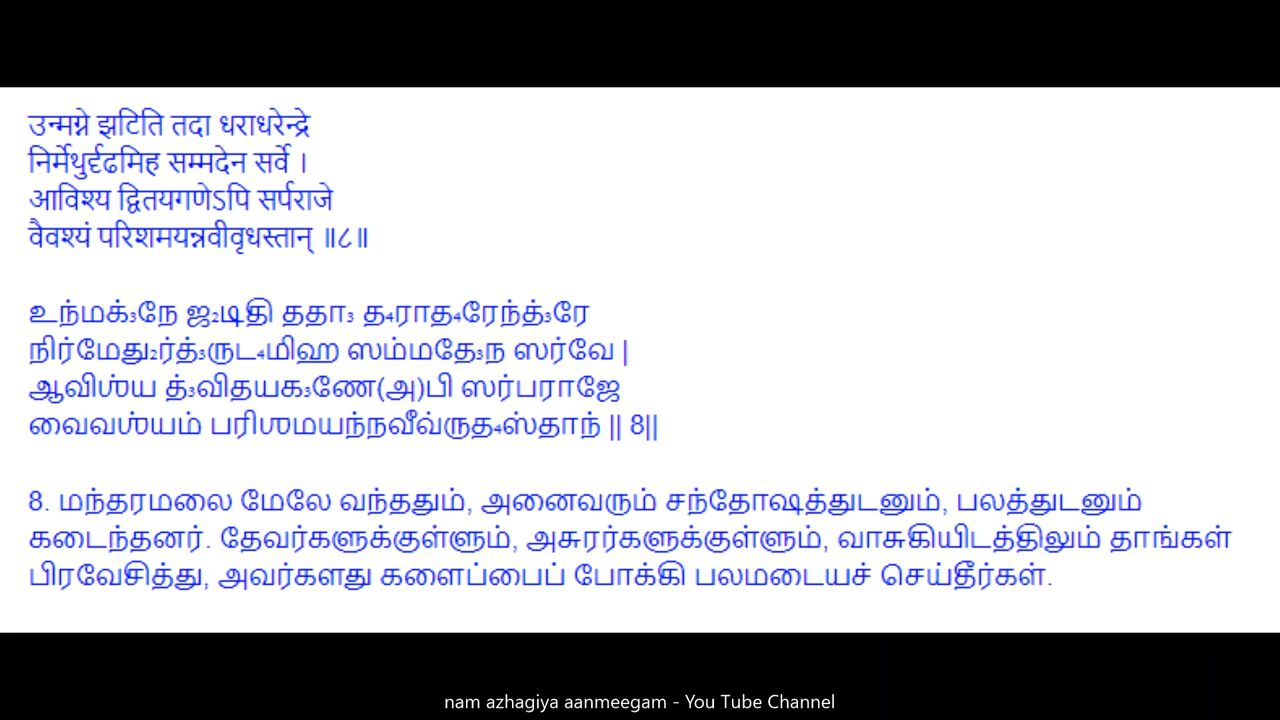 उन्मग्ने झटिति तदा धराधरेन्द्रे
निर्मेथुर्दृढमिह सम्मदेन सर्वे ।
आविश्य द्वितयगणेऽपि सर्पराजे
वैवश्यं परिशमयन्नवीवृधस्तान् ॥८॥
உந்மக்₃நே ஜ₂டிதி ததா₃ த₄ராத₄ரேந்த்₃ரே
நிர்மேது₂ர்த்₃ருட₄மிஹ ஸம்மதே₃ந ஸர்வே |
ஆவிஶ்ய த்₃விதயக₃ணே(அ)பி ஸர்பராஜே
வைவஶ்யம் பரிஶமயந்நவீவ்ருத₄ஸ்தாந் || 8||
8. மந்தரமலை மேலே வந்ததும், அனைவரும் சந்தோஷத்துடனும், பலத்துடனும்
கடைந்தனர். தேவர்களுக்குள்ளும், அசுரர்களுக்குள்ளும், வாசுகியிடத்திலும் தாங்கள்
பிரவேசித்து, அவர்களது களைப்பைப் போக்கி பலமடையச் செய்தீர்கள்.
nam azhagiya aanmeegam - You Tube Channel